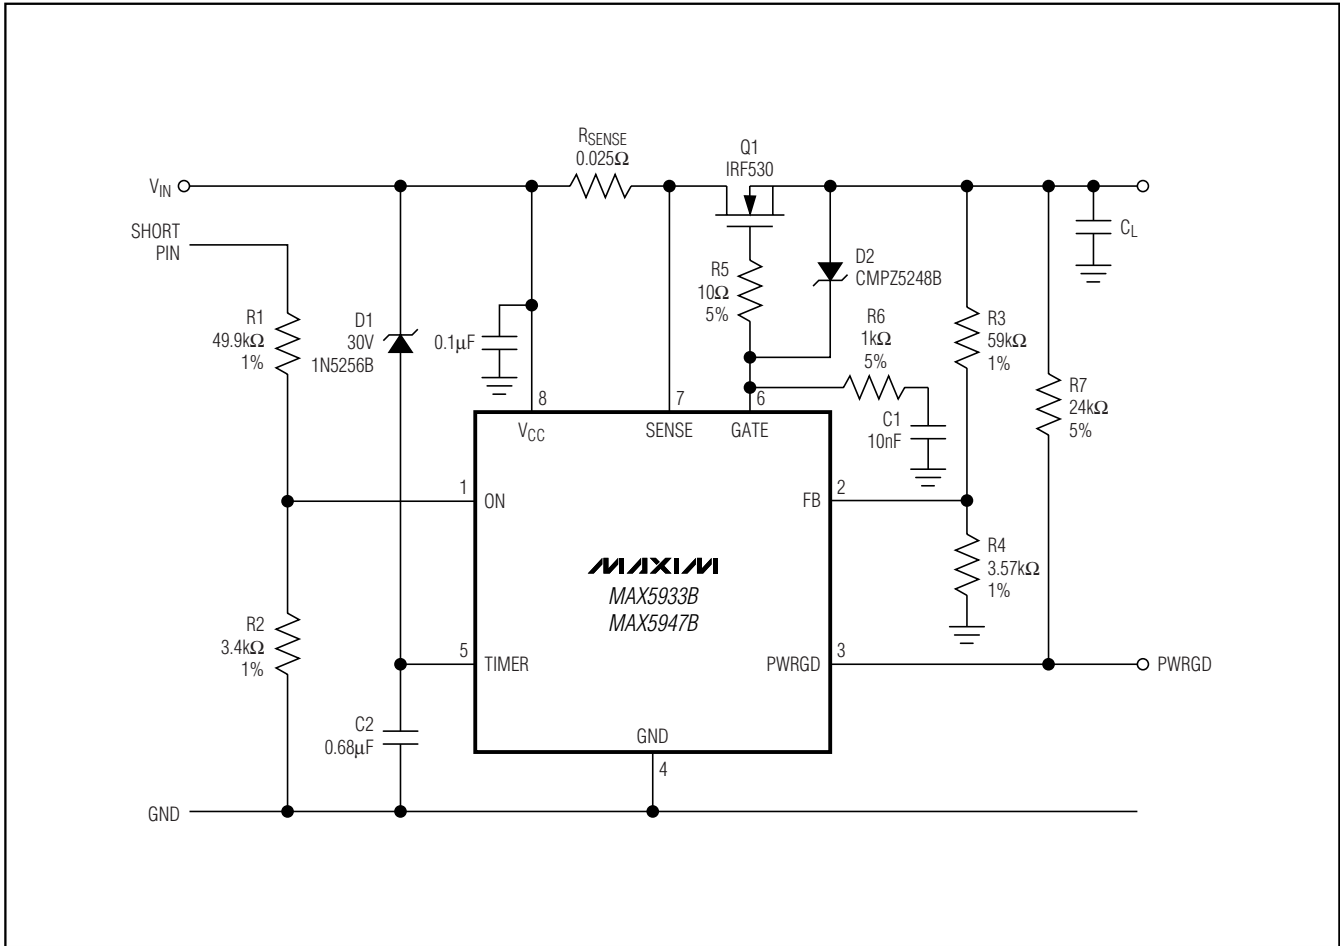 RSENSE
0.025Ω
Q1
IRF530
VIN
SHORT
PIN
CL
D2
CMPZ5248B
R5
10Ω
5%
R6
1kΩ
5%
R1
49.9kΩ
1%
D1
30V
1N5256B
0.1μF
R3
59kΩ
1%
R7
24kΩ
5%
8
7
6
C1
10nF
VCC
SENSE
GATE
1
ON
FB
2
MAXIM
MAX5933B
MAX5947B
R4
3.57kΩ
1%
R2
3.4kΩ
1%
5
TIMER
PWRGD
3
PWRGD
C2
0.68μF
GND
4
GND